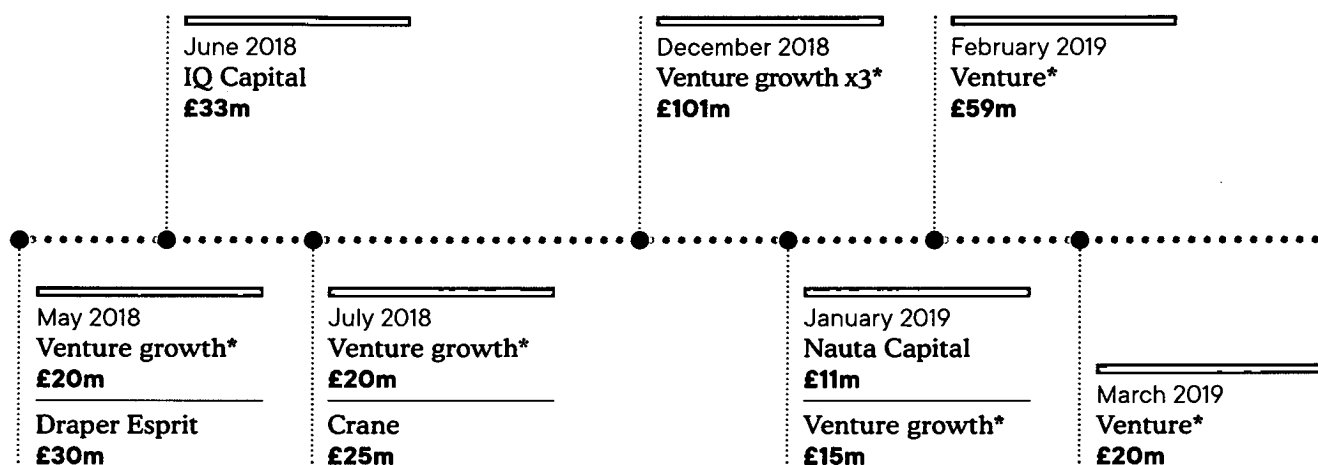 June 2018
IQ Capital
£33m
December 2018
Venture growth x3*
£101m
February 2019
Venture*
£59m
May 2018
Venture growth*
£20m
Draper Esprit
£30m
July 2018
Venture growth*
£20m
Crane
£25m
January 2019
Nauta Capital
£11m
Venture growth*
£15m
March 2019
Venture*
£20m